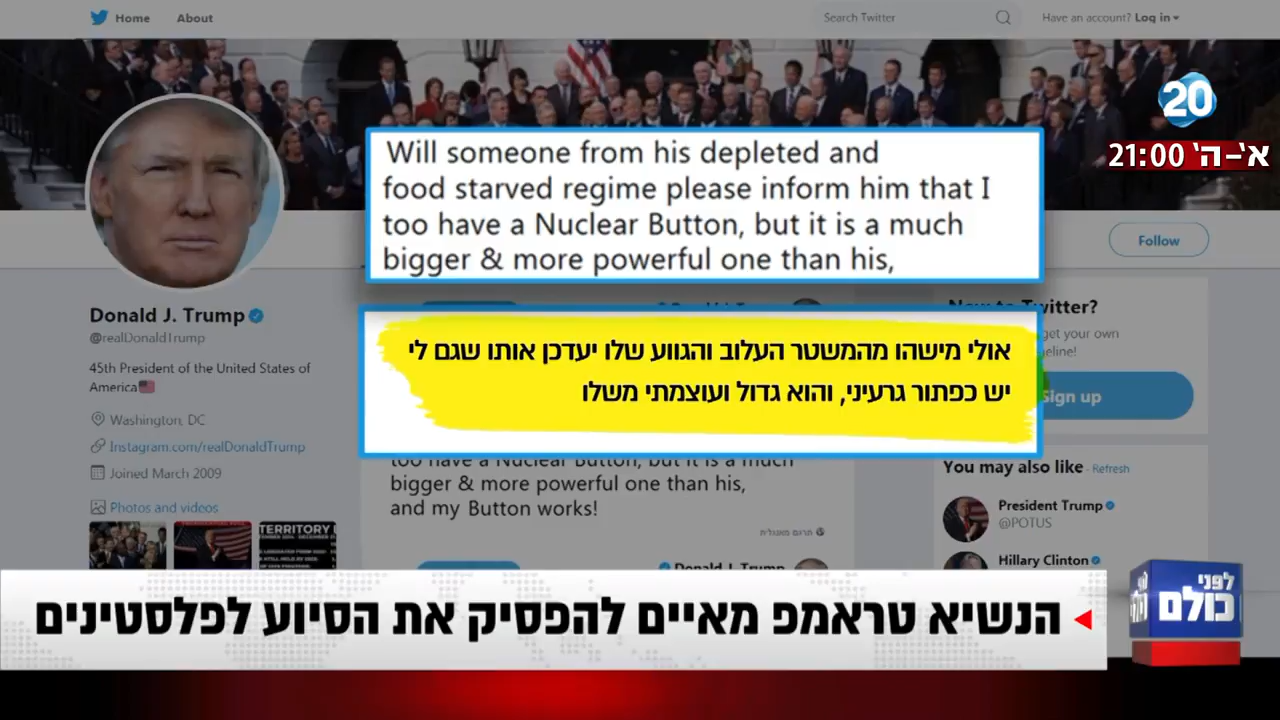 Home
About
Search Twitter
Have an account? Log in
20
א'-ה' 21:00
Will someone from his depleted and
food starved regime please inform him that I
too have a Nuclear Button, but it is a much
bigger & more powerful one than his,
Follow
Donald J. Trump
@realDonaldTrump
45th President of the United States of
America
Washington, DC
Instagram.com/realDonaldTrump
Joined March 2009
Photos and videos
TERRITORY
אולי מישהו מהמשטר העלוב והגווע שלו יעדכן אותו שגם לי
יש כפתור גרעיני, והוא גדול ועוצמתי משלו
Twitter?
get your own
Sign up
too have a Nuclear Button, but it is a much
bigger & more powerful one than his,
and my Button works!
תרגום מאנגלית
Donald J. Trump
You may also like · Refresh
President Trump
@POTUS
Hillary Clinton
הנשיא טראמפ מאיים להפסיק את הסיוע לפלסטינים
לפני
כולם